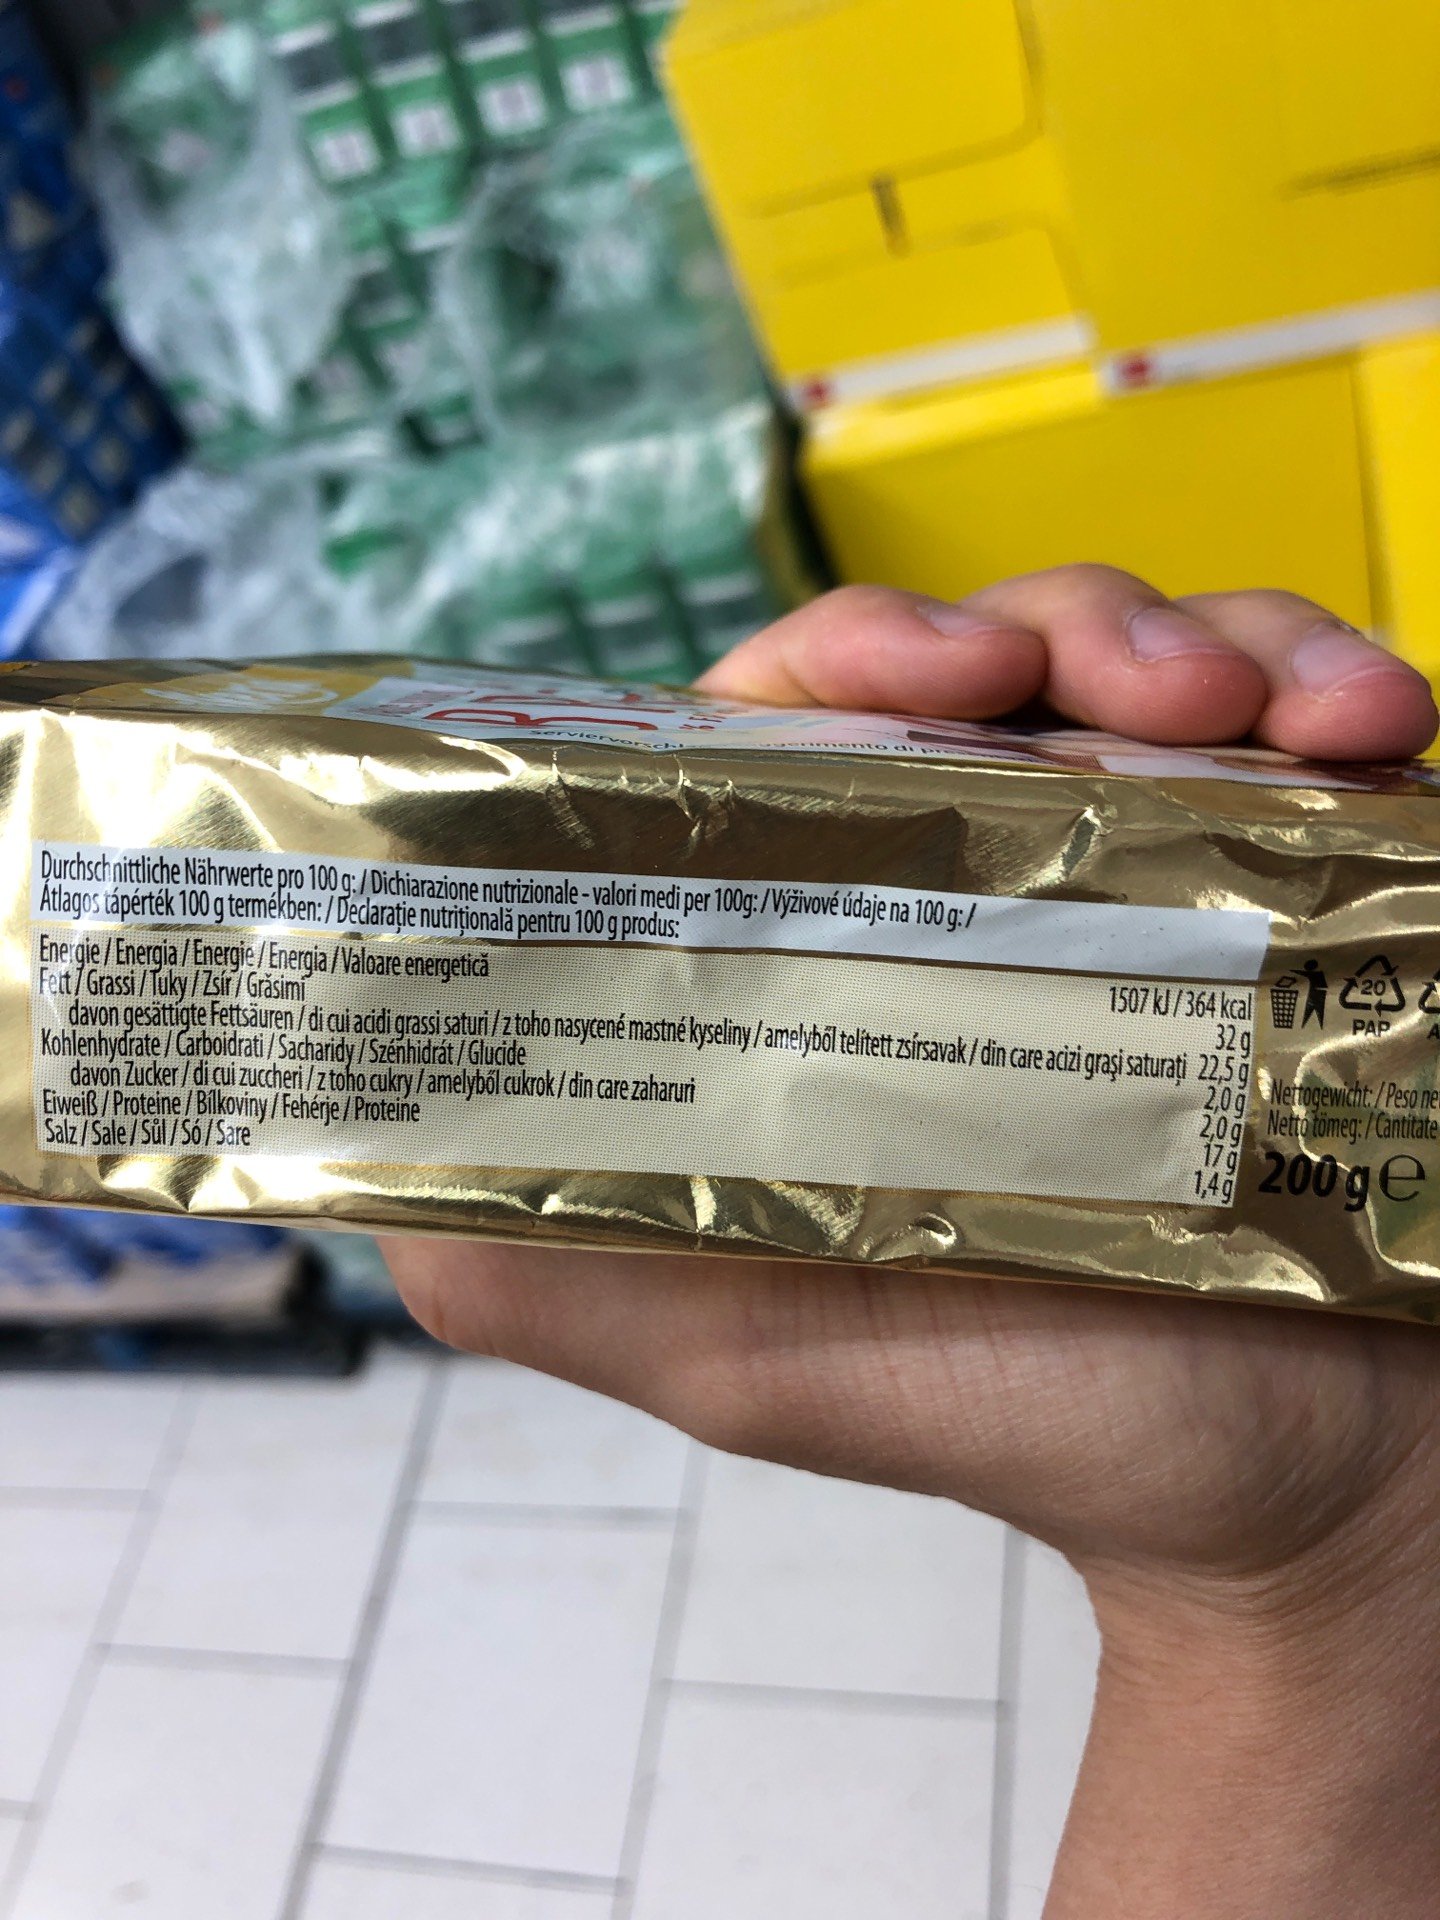 serviervorschl
Durchschnittliche Nährwerte pro 100 g: / Dichiarazione nutrizionale - valori medi per 100g: / Výživové údaje na 100 g: /
Átlagos tápérték 100 g termékben: / Declarație nutrițională pentru 100 g produs:
Energie / Energia / Energie / Energia / Valoare energetică 1507 kJ / 364 kcal
Fett / Grassi / Tuky / Zsír / Grăsimi 32 g
davon gesättigte Fettsäuren / di cui acidi grassi saturi / z toho nasycené mastné kyseliny / amelyből telített zsírsavak / din care acizi grași saturați 22,5 g
Kohlenhydrate / Carboidrati / Sacharidy / Szénhidrát / Glucide 2,0 g
davon Zucker / di cui zuccheri / z toho cukry / amelyből cukrok / din care zaharuri 2,0 g
Eiweiß / Proteine / Bílkoviny / Fehérje / Proteine 17 g
Salz / Sale / Sůl / Só / Sare 1,4 g
20
PAP
Nettogewicht: / Peso ne
Nettó tömeg: / Cantitate
200 g e